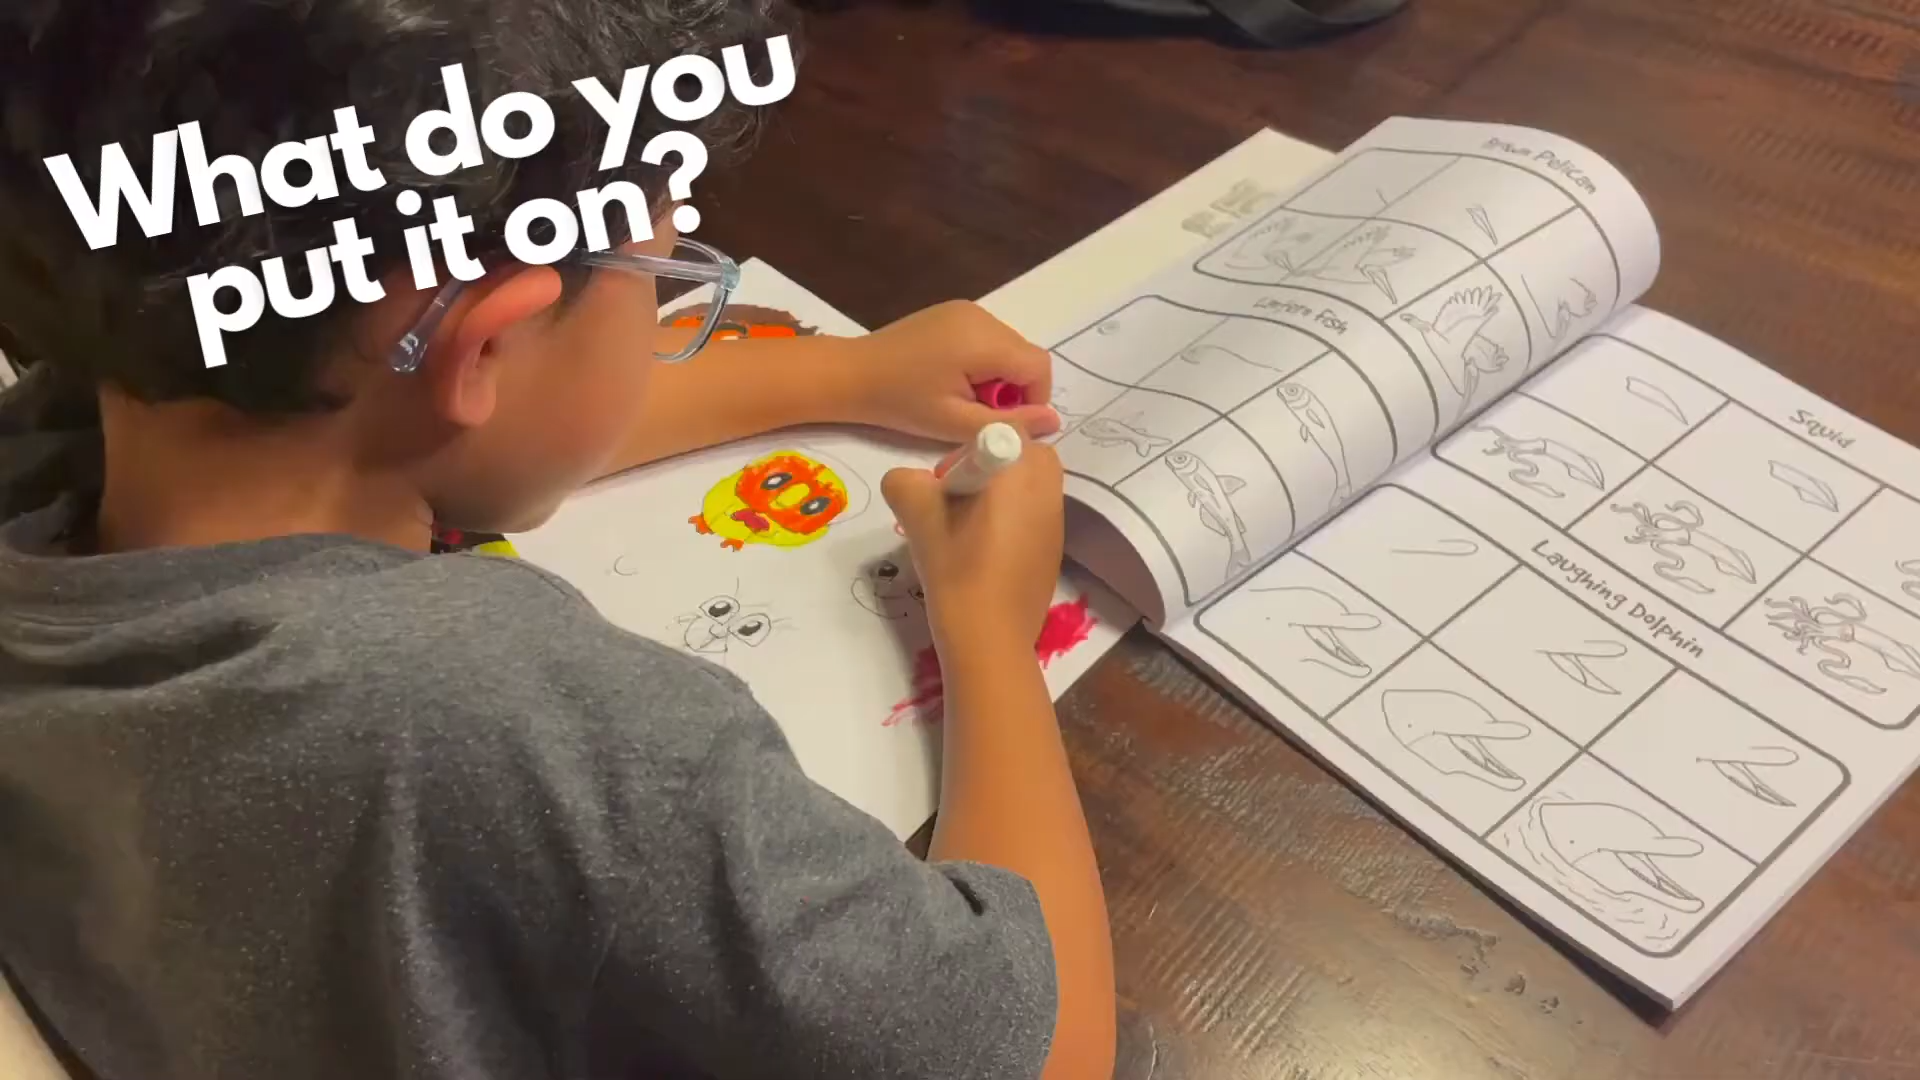 What do you
put it on?
Brown Pelican
Lantern Fish
Squid
Laughing Dolphin